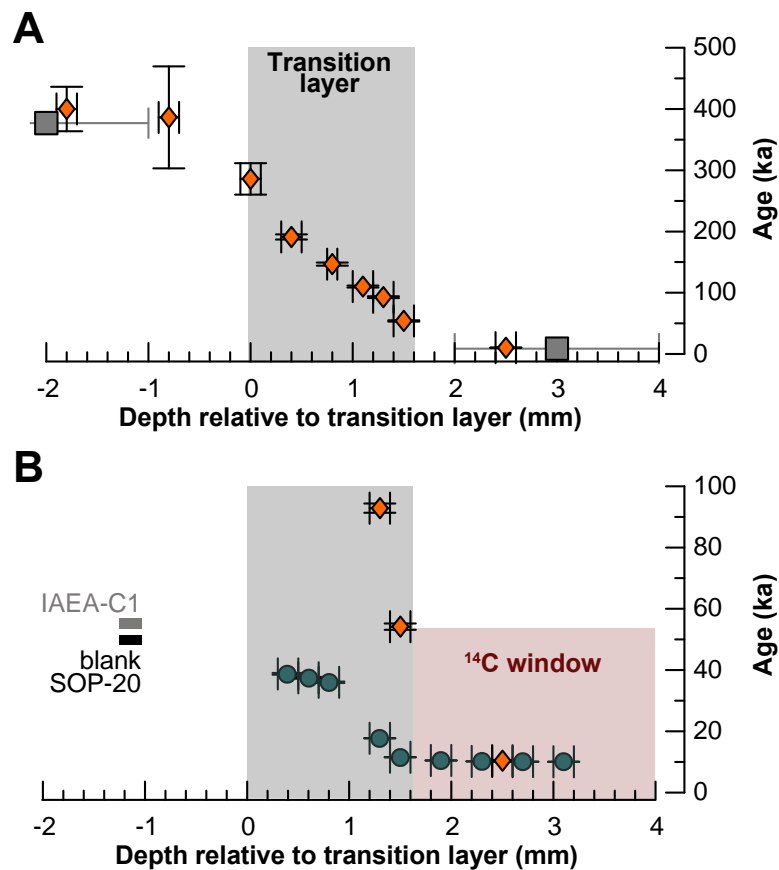 A
Transition
layer
500
400
300
200
100
0
Age (ka)
-2 -1 0 1 2 3 4
Depth relative to transition layer (mm)
B
100
80
60
40
20
0
Age (ka)
IAEA-C1
blank
SOP-20
¹⁴C window
-2 -1 0 1 2 3 4
Depth relative to transition layer (mm)